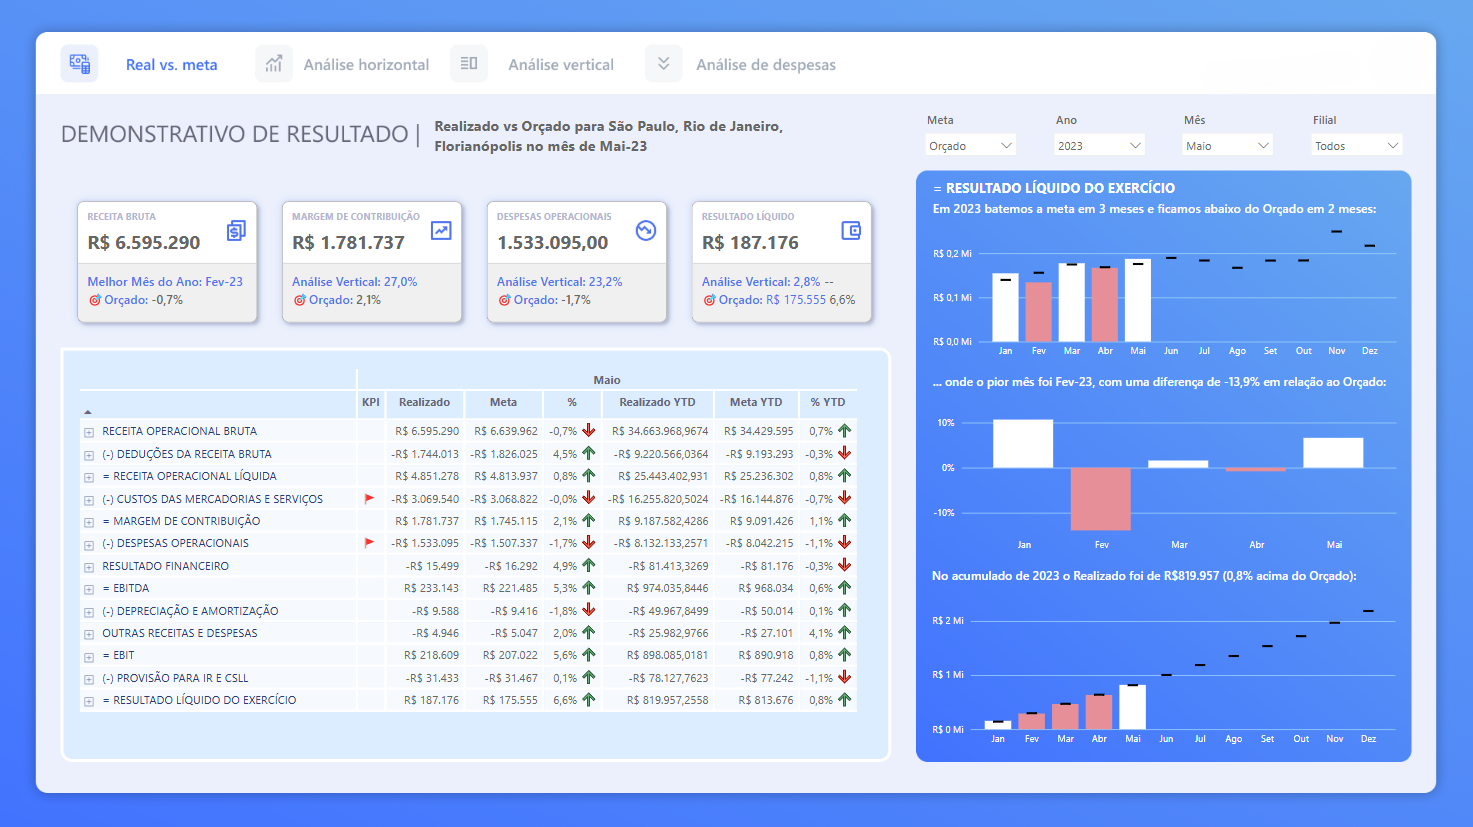 Real vs. meta
Análise horizontal
Análise vertical
Análise de despesas
DEMONSTRATIVO DE RESULTADO |
Realizado vs Orçado para São Paulo, Rio de Janeiro,
Florianópolis no mês de Mai-23
Meta Ano Mês Filial
Orçado 2023 Maio Todos
RECEITA BRUTA
R$ 6.595.290
Melhor Mês do Ano: Fev-23
Orçado: -0,7%
MARGEM DE CONTRIBUIÇÃO
R$ 1.781.737
Análise Vertical: 27,0%
Orçado: 2,1%
DESPESAS OPERACIONAIS
1.533.095,00
Análise Vertical: 23,2%
Orçado: -1,7%
RESULTADO LÍQUIDO
R$ 187.176
Análise Vertical: 2,8% --
Orçado: R$ 175.555 6,6%
Maio
KPI Realizado Meta % Realizado YTD Meta YTD % YTD
RECEITA OPERACIONAL BRUTA R$ 6.595.290 R$ 6.639.962 -0,7% R$ 34.663.968,9674 R$ 34.429.595 0,7%
(-) DEDUÇÕES DA RECEITA BRUTA -R$ 1.744.013 -R$ 1.826.025 4,5% -R$ 9.220.566,0364 -R$ 9.193.293 -0,3%
= RECEITA OPERACIONAL LÍQUIDA R$ 4.851.278 R$ 4.813.937 0,8% R$ 25.443.402,931 R$ 25.236.302 0,8%
(-) CUSTOS DAS MERCADORIAS E SERVIÇOS -R$ 3.069.540 -R$ 3.068.822 -0,0% -R$ 16.255.820,5024 -R$ 16.144.876 -0,7%
= MARGEM DE CONTRIBUIÇÃO R$ 1.781.737 R$ 1.745.115 2,1% R$ 9.187.582,4286 R$ 9.091.426 1,1%
(-) DESPESAS OPERACIONAIS -R$ 1.533.095 -R$ 1.507.337 -1,7% -R$ 8.132.133,2571 -R$ 8.042.215 -1,1%
RESULTADO FINANCEIRO -R$ 15.499 -R$ 16.292 4,9% -R$ 81.413,3269 -R$ 81.176 -0,3%
= EBITDA R$ 233.143 R$ 221.485 5,3% R$ 974.035,8446 R$ 968.034 0,6%
(-) DEPRECIAÇÃO E AMORTIZAÇÃO -R$ 9.588 -R$ 9.416 -1,8% -R$ 49.967,8499 -R$ 50.014 0,1%
OUTRAS RECEITAS E DESPESAS -R$ 4.946 -R$ 5.047 2,0% -R$ 25.982,9766 -R$ 27.101 4,1%
= EBIT R$ 218.609 R$ 207.022 5,6% R$ 898.085,0181 R$ 890.918 0,8%
(-) PROVISÃO PARA IR E CSLL -R$ 31.433 -R$ 31.467 0,1% -R$ 78.127,7623 -R$ 77.242 -1,1%
= RESULTADO LÍQUIDO DO EXERCÍCIO R$ 187.176 R$ 175.555 6,6% R$ 819.957,2558 R$ 813.676 0,8%
= RESULTADO LÍQUIDO DO EXERCÍCIO
Em 2023 batemos a meta em 3 meses e ficamos abaixo do Orçado em 2 meses:
R$ 0,2 Mi
R$ 0,1 Mi
R$ 0,0 Mi
Jan Fev Mar Abr Mai Jun Jul Ago Set Out Nov Dez
... onde o pior mês foi Fev-23, com uma diferença de -13,9% em relação ao Orçado:
10%
0%
-10%
Jan Fev Mar Abr Mai
No acumulado de 2023 o Realizado foi de R$819.957 (0,8% acima do Orçado):
R$ 2 Mi
R$ 1 Mi
R$ 0 Mi
Jan Fev Mar Abr Mai Jun Jul Ago Set Out Nov Dez